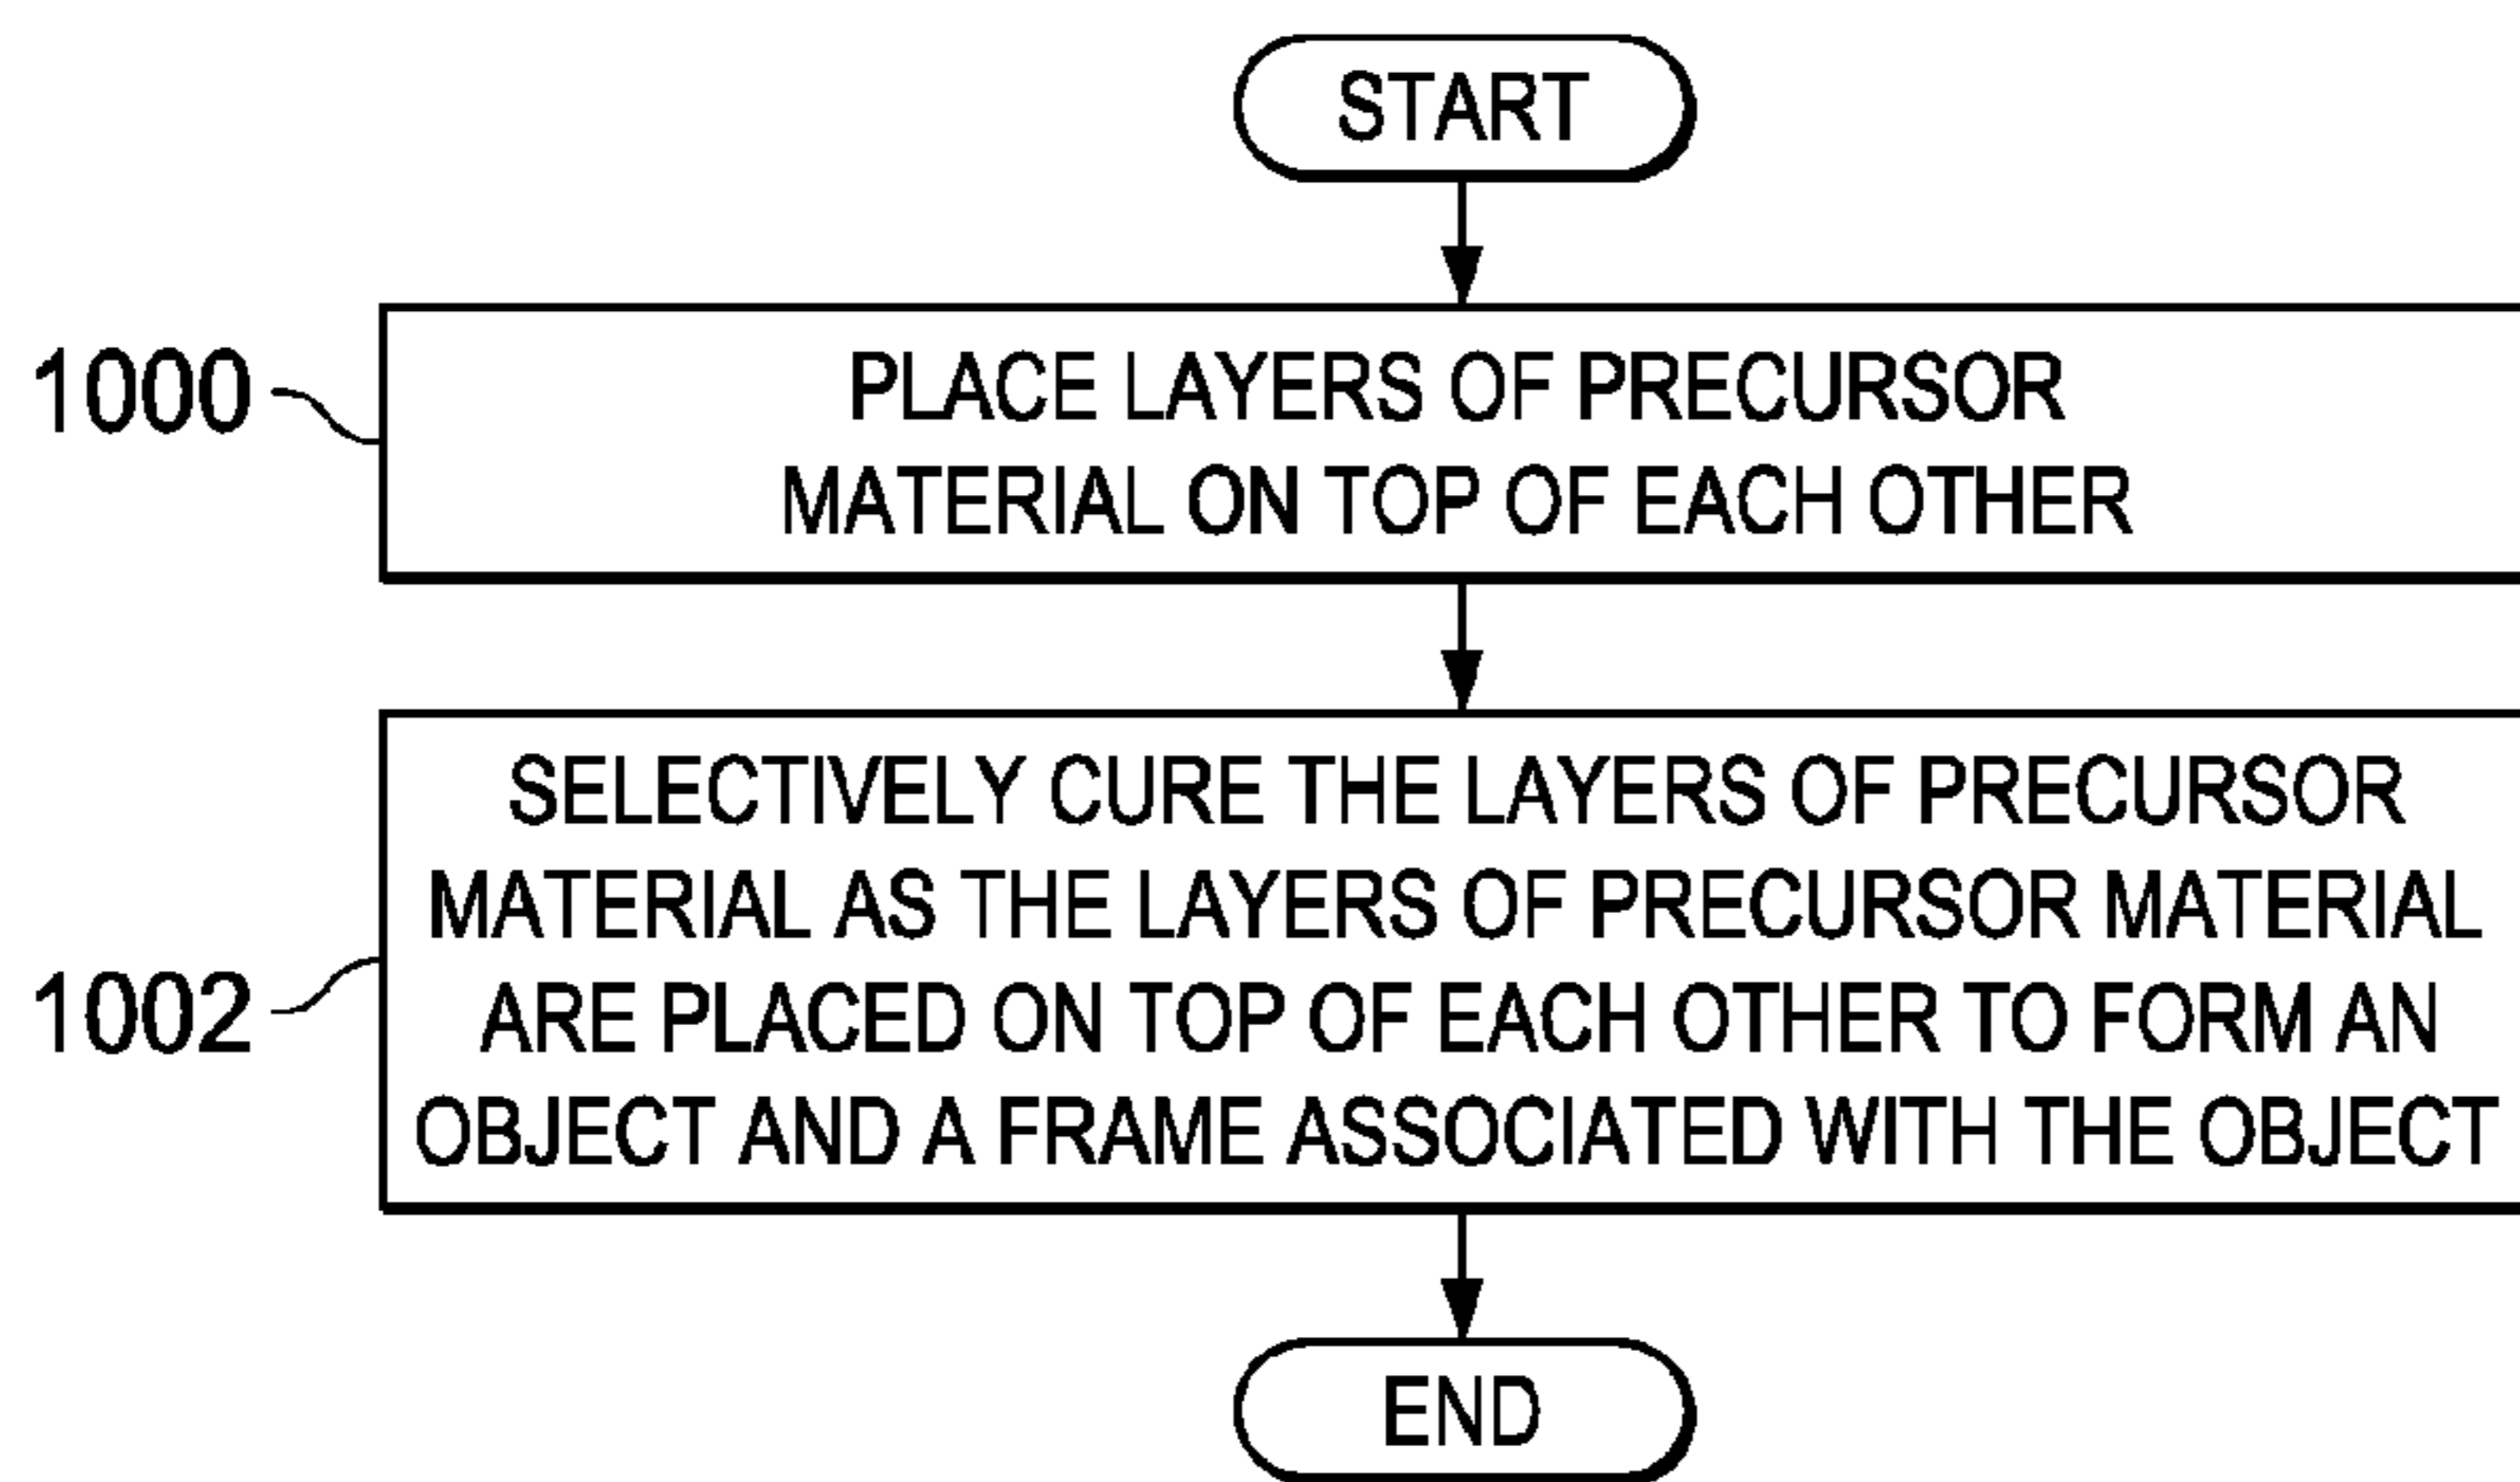 START
1000
PLACE LAYERS OF PRECURSOR
MATERIAL ON TOP OF EACH OTHER
1002
SELECTIVELY CURE THE LAYERS OF PRECURSOR
MATERIAL AS THE LAYERS OF PRECURSOR MATERIAL
ARE PLACED ON TOP OF EACH OTHER TO FORM AN
OBJECT AND A FRAME ASSOCIATED WITH THE OBJECT
END